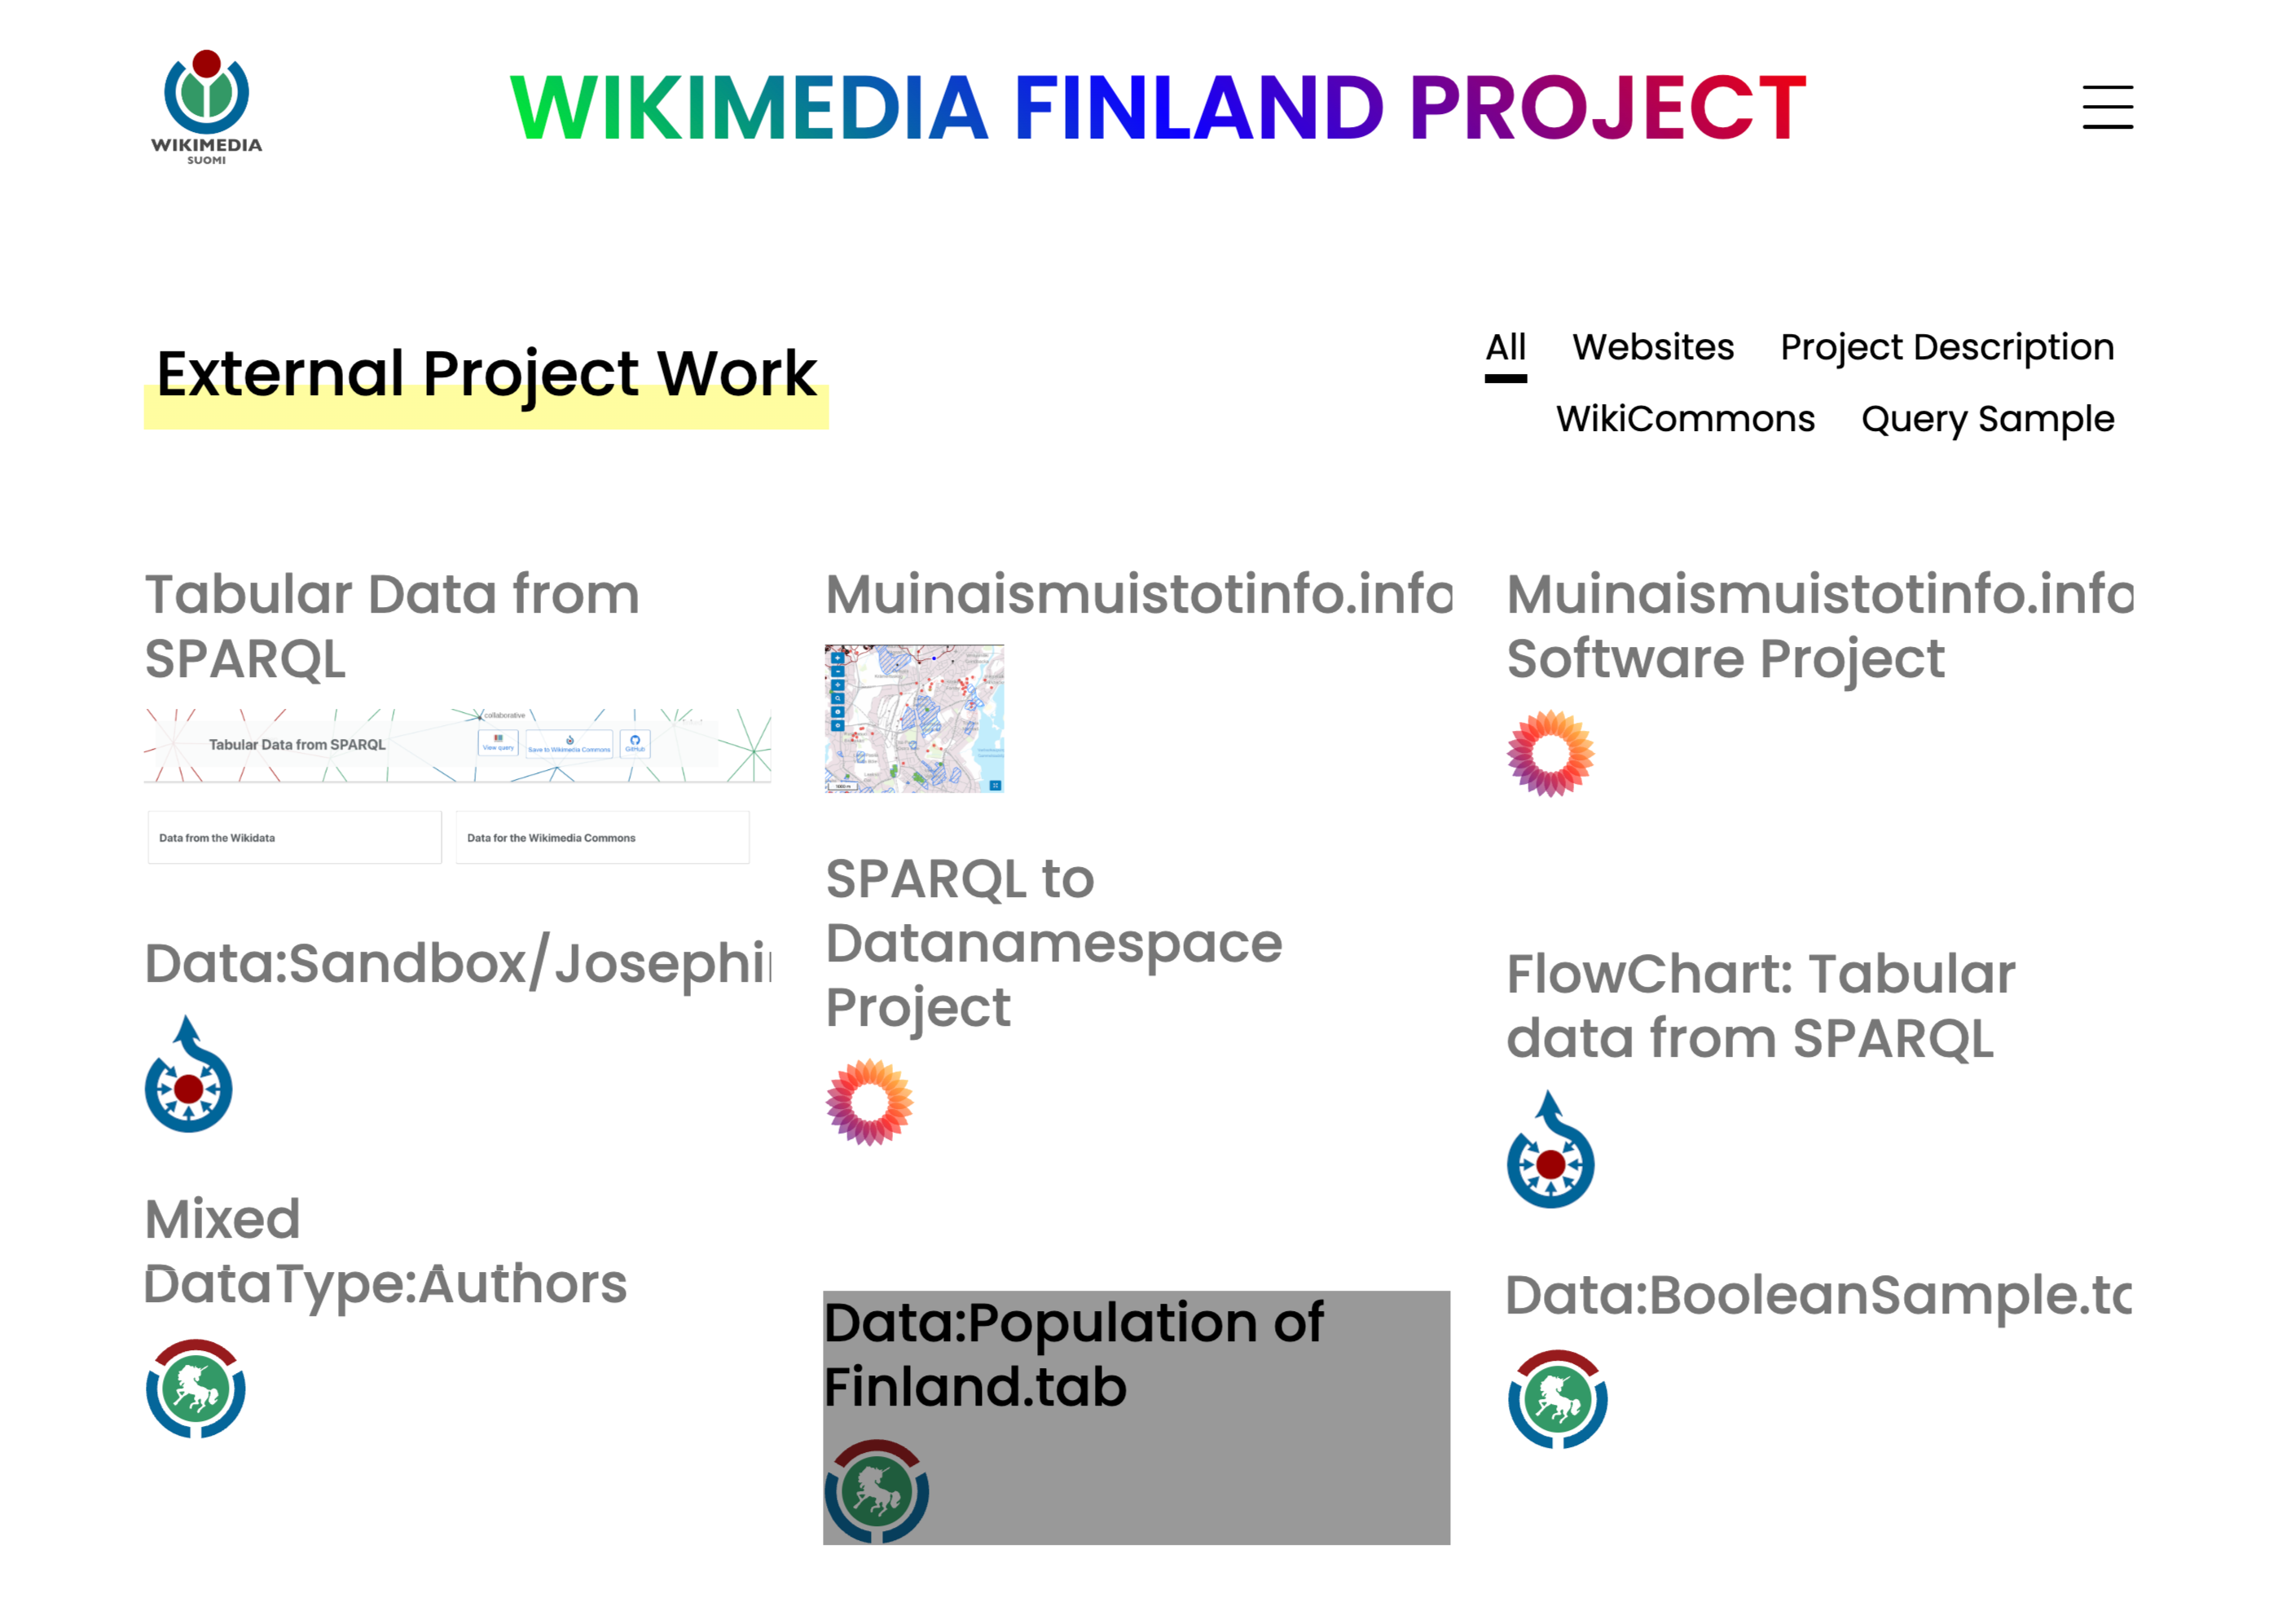 WIKIMEDIA
SUOMI
WIKIMEDIA FINLAND PROJECT
External Project Work
All Websites Project Description
WikiCommons Query Sample
Tabular Data from
SPARQL
collaborative
Tabular Data from SPARQL
View query
Save to Wikimedia Commons
GitHub
Data from the Wikidata
Data for the Wikimedia Commons
Data:Sandbox/Josephi
Mixed
DataType:Authors
Muinaismuistotinfo.info
SPARQL to
Datanamespace
Project
Data:Population of
Finland.tab
Muinaismuistotinfo.info
Software Project
FlowChart: Tabular
data from SPARQL
Data:BooleanSample.ta